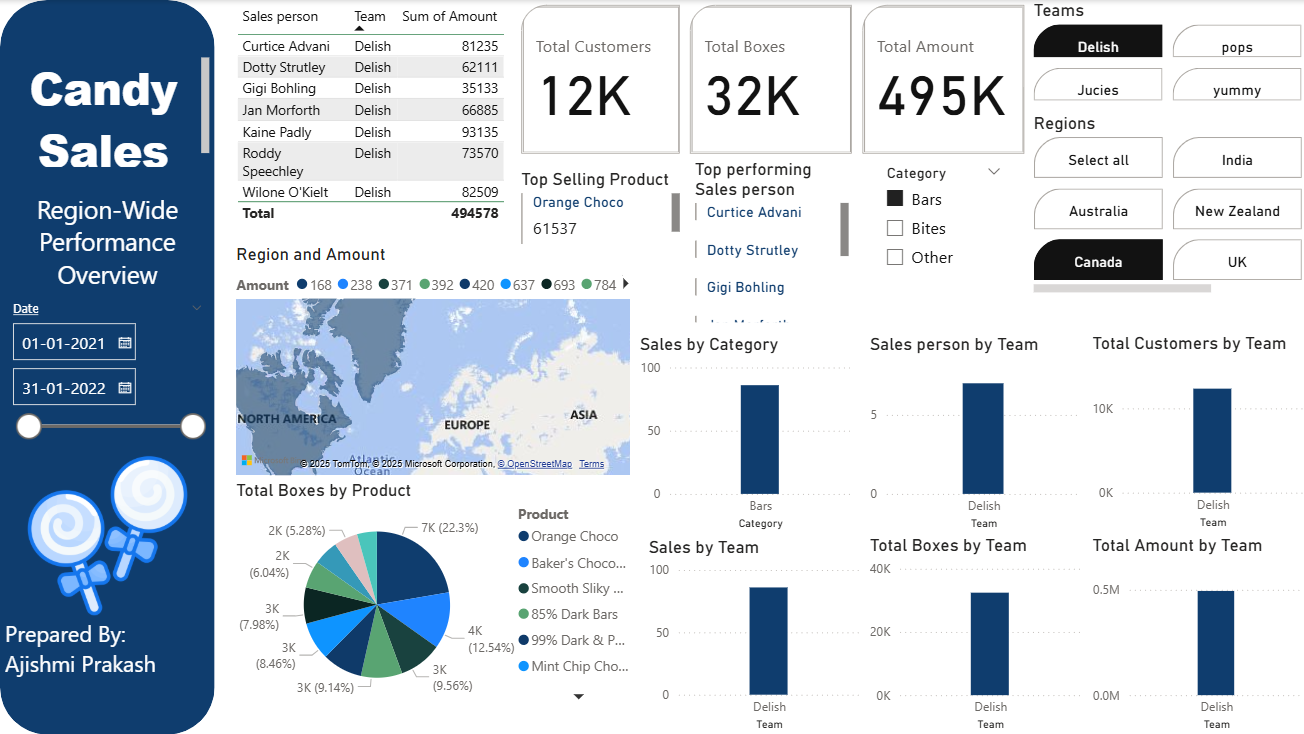 Candy
Sales
Region-Wide
Performance
Overview
Date
01-01-2021
31-01-2022
Prepared By:
Ajishmi Prakash
Sales person Team Sum of Amount
Curtice Advani Delish 81235
Dotty Strutley Delish 62111
Gigi Bohling Delish 35133
Jan Morforth Delish 66885
Kaine Padly Delish 93135
Roddy Delish 73570
Speechley
Wilone O'Kielt Delish 82509
Total 494578
Total Customers
12K
Total Boxes
32K
Total Amount
495K
Teams
Delish pops
Jucies yummy
Regions
Select all India
Australia New Zealand
Canada UK
Top Selling Product
Orange Choco
61537
Top performing
Sales person
Curtice Advani
Dotty Strutley
Gigi Bohling
Category
Bars
Bites
Other
Region and Amount
Amount 168 238 371 392 420 637 693 784
NORTH AMERICA
EUROPE
ASIA
Atlantic
Ocean
© 2025 TomTom, © 2025 Microsoft Corporation, © OpenStreetMap Terms
Sales by Category
100
50
0
Bars
Category
Sales person by Team
5
0
Delish
Team
Total Customers by Team
10K
0K
Delish
Team
Total Boxes by Product
7K (22.3%)
4K
(12.54%)
3K
(9.56%)
3K (9.14%)
3K
(8.46%)
3K
(7.98%)
2K
(6.04%)
2K (5.28%)
Product
Orange Choco
Baker's Choco...
Smooth Sliky ...
85% Dark Bars
99% Dark & P...
Mint Chip Cho...
Sales by Team
100
50
0
Delish
Team
Total Boxes by Team
40K
20K
0K
Delish
Team
Total Amount by Team
0.5M
0.0M
Delish
Team